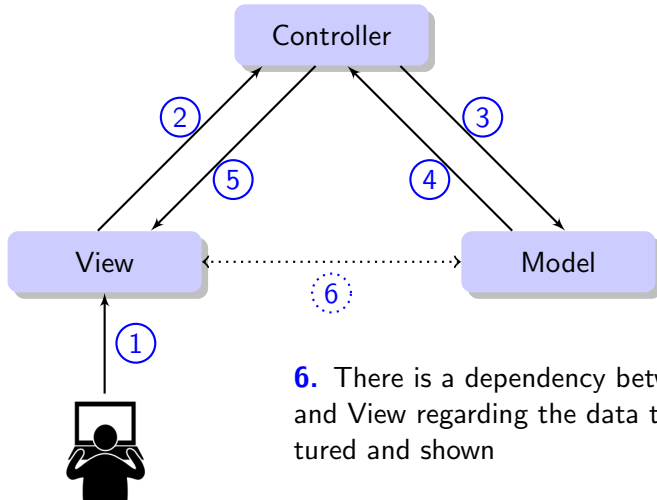 Controller
2
3
5
4
View
Model
6
1
6. There is a dependency
and View regarding the data
tured and shown